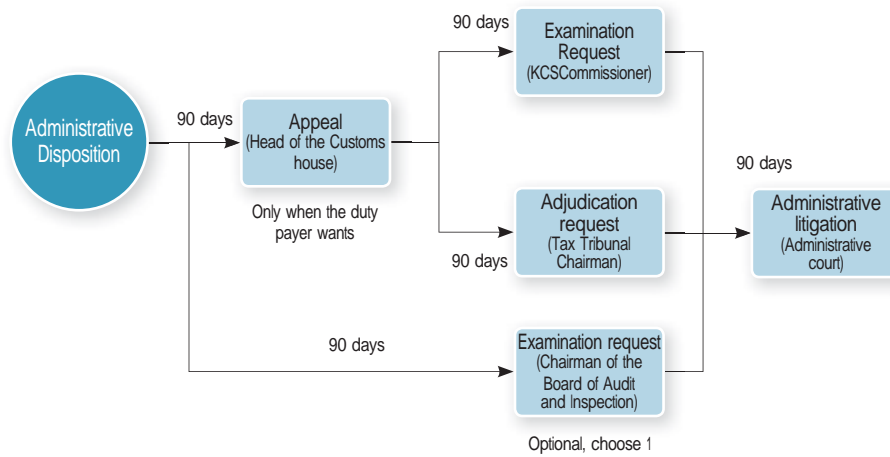 Administrative
Disposition
90 days
Appeal
(Head of the Customs
house)
Only when the duty
payer wants
90 days
Examination
Request
(KCSCommissioner)
90 days
Adjudication
request
(Tax Tribunal
Chairman)
90 days
Examination request
(Chairman of the
Board of Audit
and Inspection)
Optional, choose 1
90 days
Administrative
litigation
(Administrative
court)